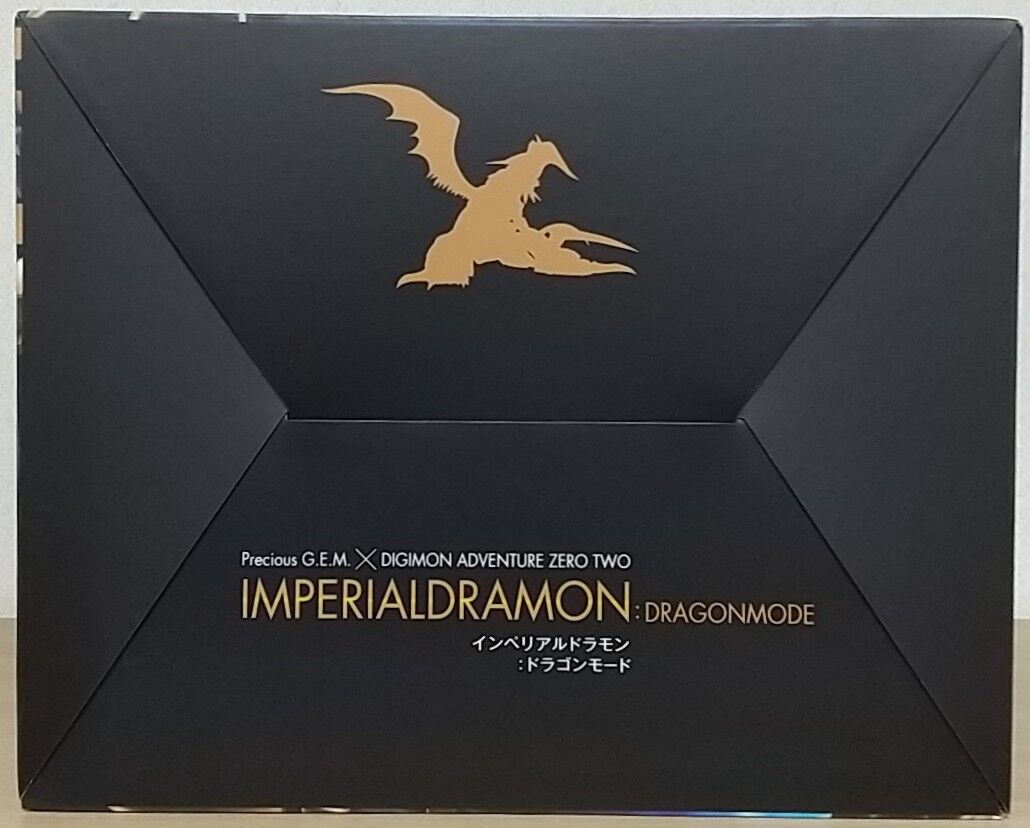 Precious G.E.M. × DIGIMON ADVENTURE ZERO TWO
IMPERIALDRAMON : DRAGONMODE
インペリアルドラモン
:ドラゴンモード